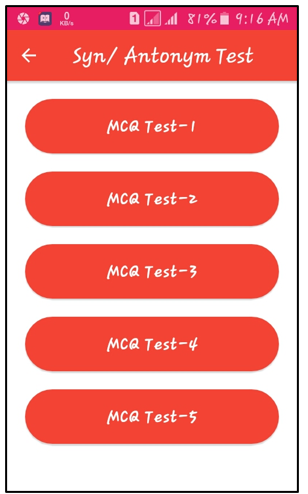 0
KB/s
1
81%
9:16 AM
Syn/ Antonym Test
MCQ Test-1
MCQ Test-2
MCQ Test-3
MCQ Test-4
MCQ Test-5